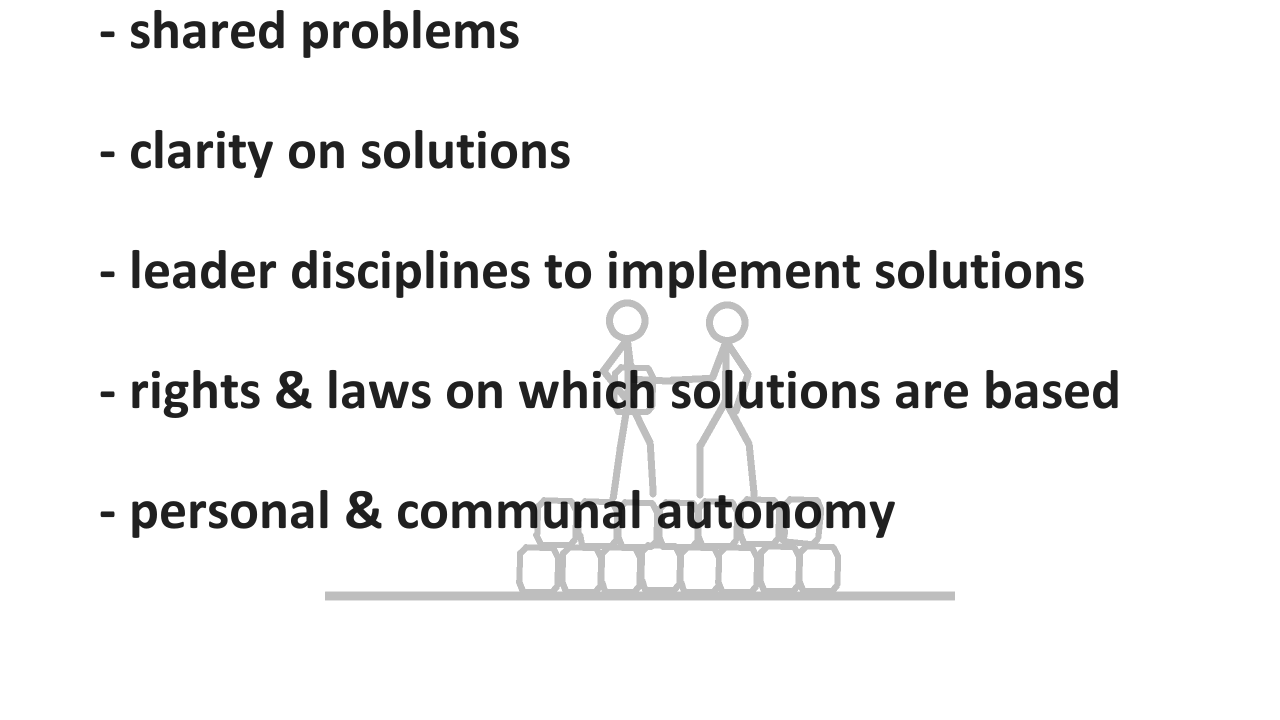 - shared problems
- clarity on solutions
- leader disciplines to implement solutions
- rights & laws on which solutions are based
- personal & communal autonomy